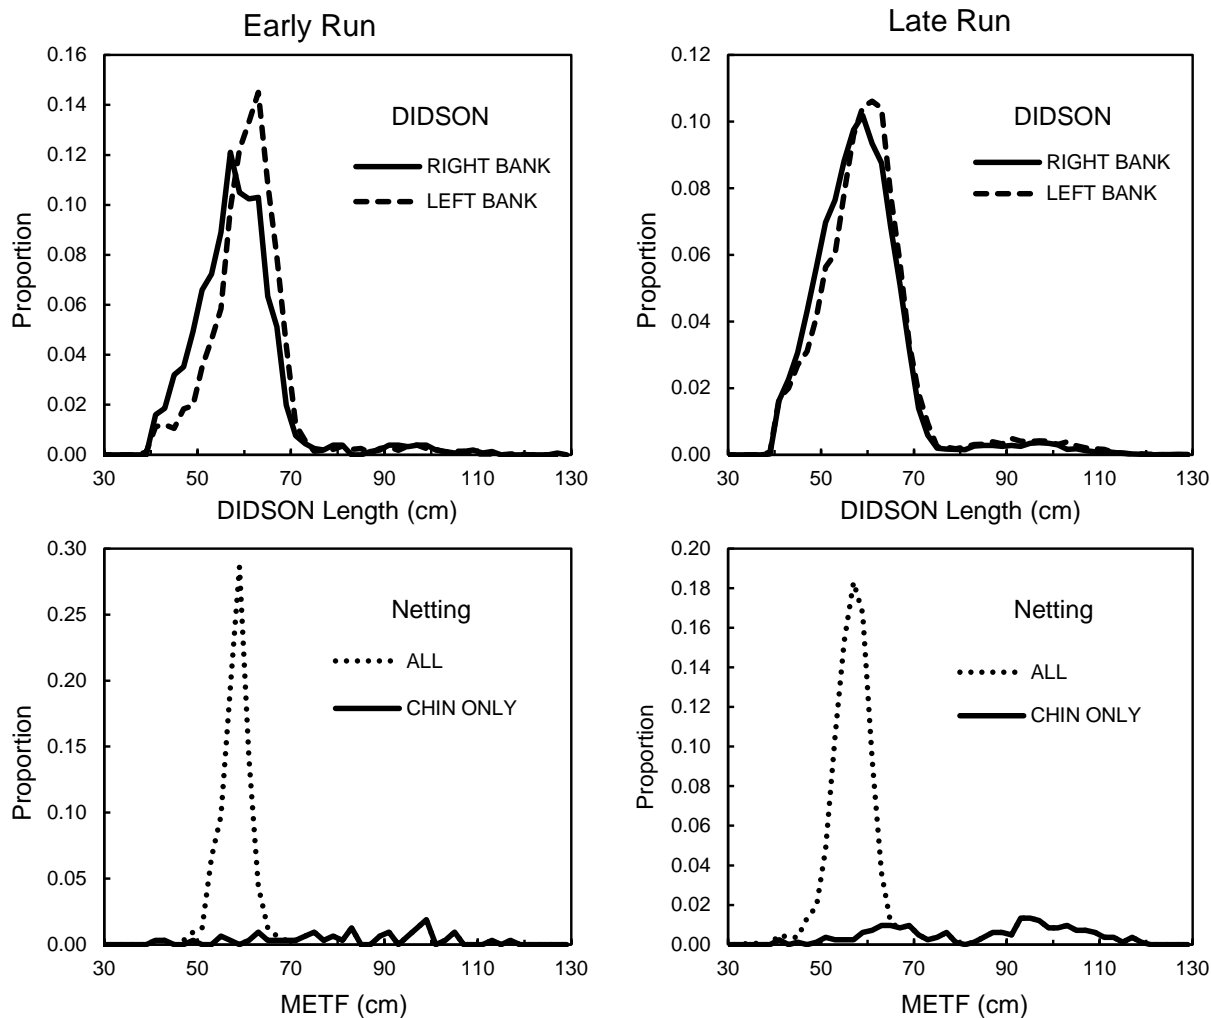 Early Run
0.16
0.14
0.12
0.10
0.08
0.06
0.04
0.02
0.00
Proportion
DIDSON
RIGHT BANK
LEFT BANK
30 50 70 90 110 130
DIDSON Length (cm)
Late Run
0.12
0.10
0.08
0.06
0.04
0.02
0.00
Proportion
DIDSON
RIGHT BANK
LEFT BANK
30 50 70 90 110 130
DIDSON Length (cm)
0.30
0.25
0.20
0.15
0.10
0.05
0.00
Proportion
Netting
ALL
CHIN ONLY
30 50 70 90 110 130
METF (cm)
0.20
0.18
0.16
0.14
0.12
0.10
0.08
0.06
0.04
0.02
0.00
Proportion
Netting
ALL
CHIN ONLY
30 50 70 90 110 130
METF (cm)